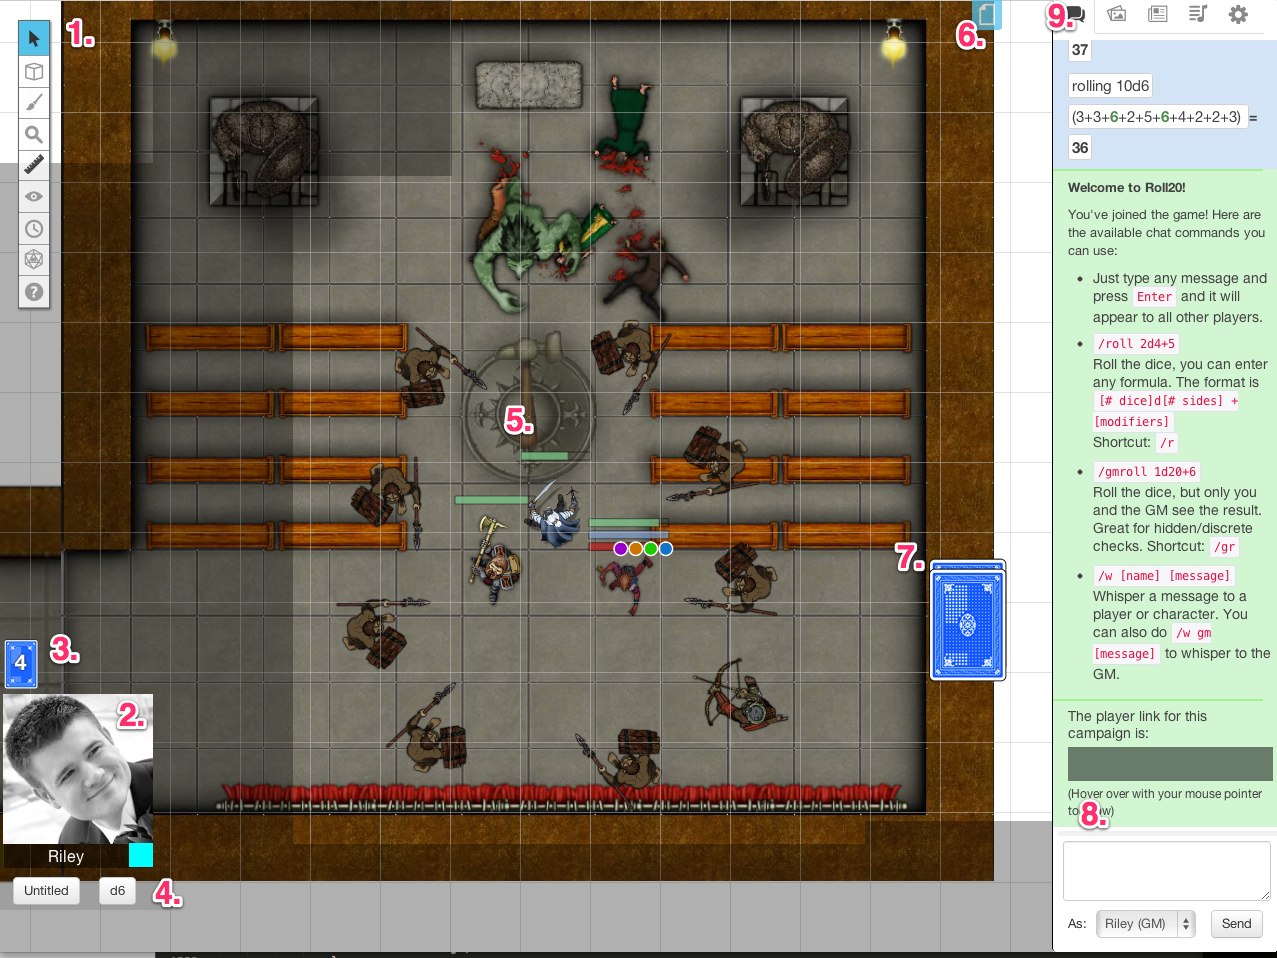 1.
6.
9.
37
rolling 10d6
(3+3+6+2+5+6+4+2+2+3) =
36
Welcome to Roll20!
You've joined the game! Here are
the available chat commands you
can use:
• Just type any message and
press Enter and it will
appear to all other players.
• /roll 2d4+5
Roll the dice, you can enter
any formula. The format is
[# dice]d[# sides] +
[modifiers]
Shortcut: /r
• /gmroll 1d20+6
Roll the dice, but only you
and the GM see the result.
Great for hidden/discrete
checks. Shortcut: /gr
• /w [name] [message]
Whisper a message to a
player or character. You
can also do /w gm
[message] to whisper to the
GM.
The player link for this
campaign is:
(Hover over with your mouse pointer
8.
As: Riley (GM) Send
5.
7.
3.
4
2.
Riley
Untitled d6
4.
?